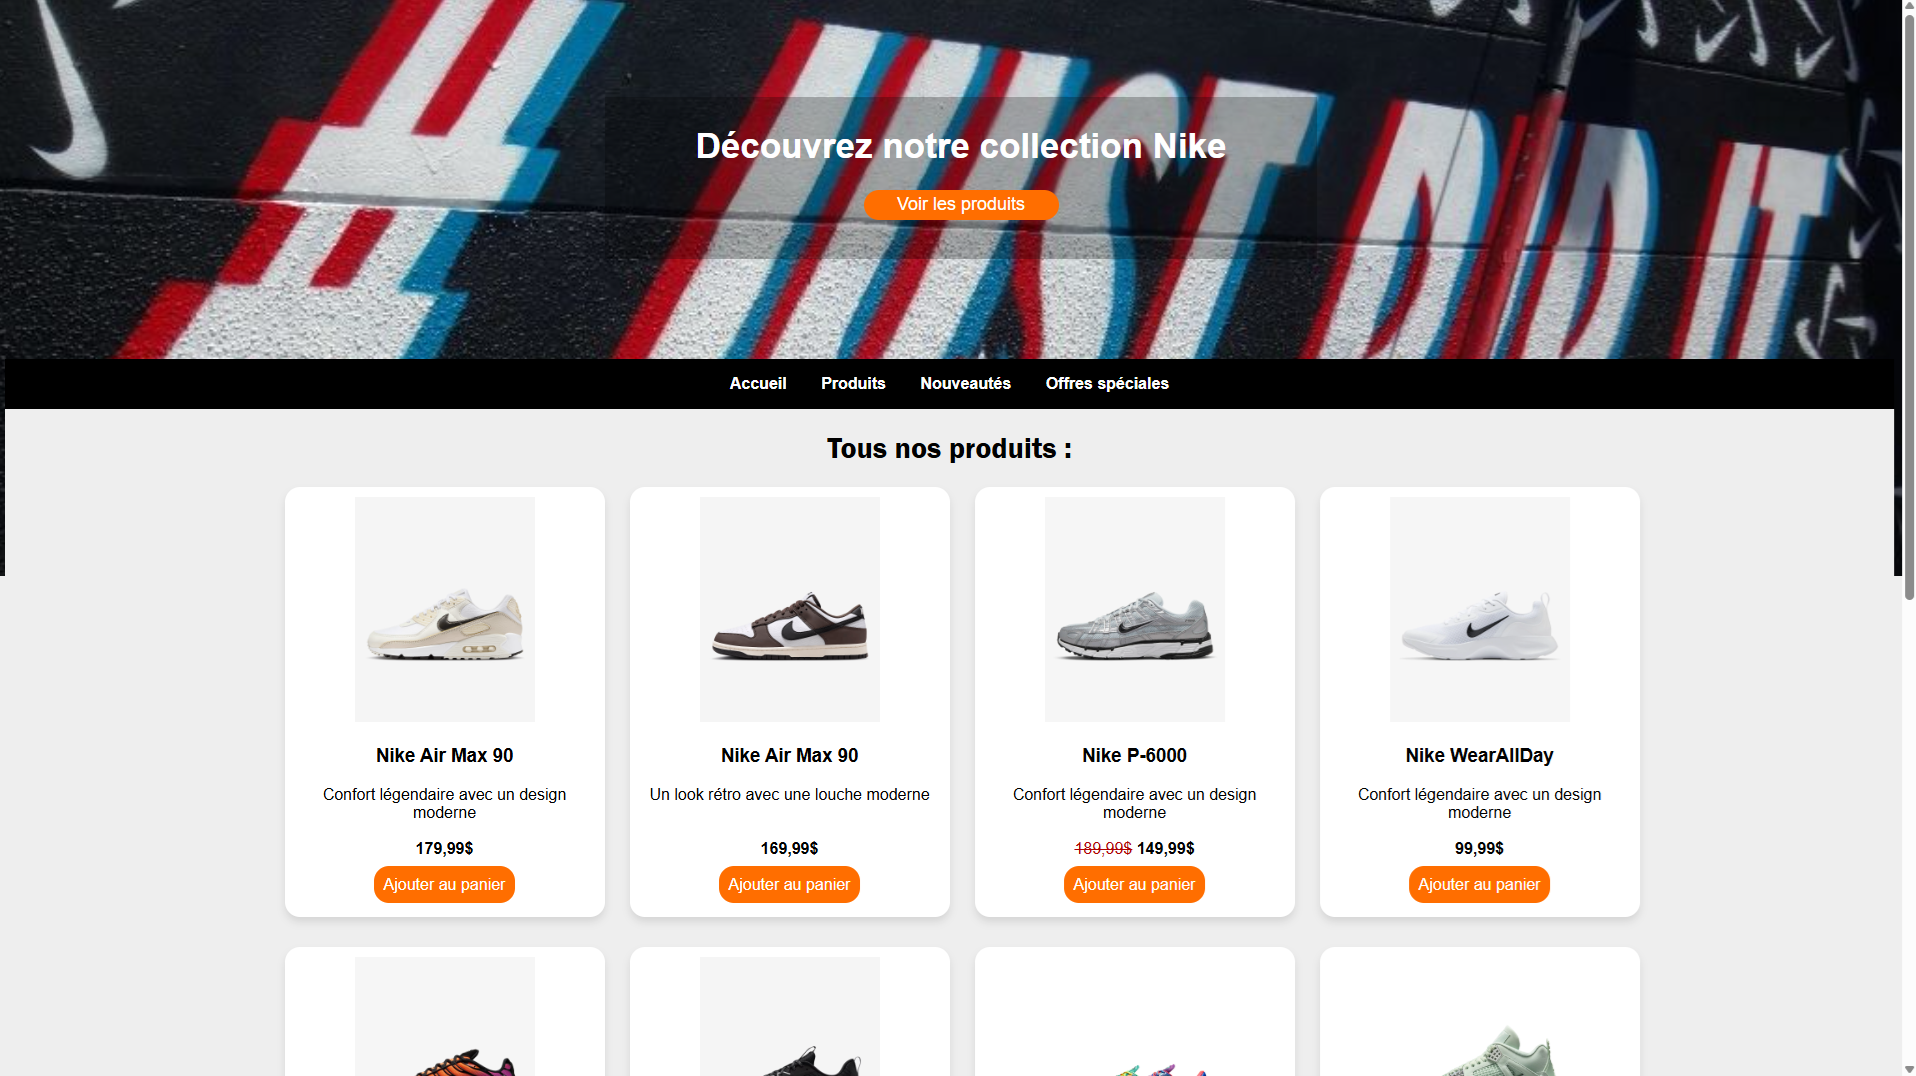 #JUST DID IT
Découvrez notre collection Nike
Voir les produits
Accueil Produits Nouveautés Offres spéciales
Tous nos produits :
Nike Air Max 90
Confort légendaire avec un design
moderne
179,99$
Ajouter au panier
Nike Air Max 90
Un look rétro avec une louche moderne
169,99$
Ajouter au panier
Nike P-6000
Confort légendaire avec un design
moderne
189,99$ 149,99$
Ajouter au panier
Nike WearAllDay
Confort légendaire avec un design
moderne
99,99$
Ajouter au panier